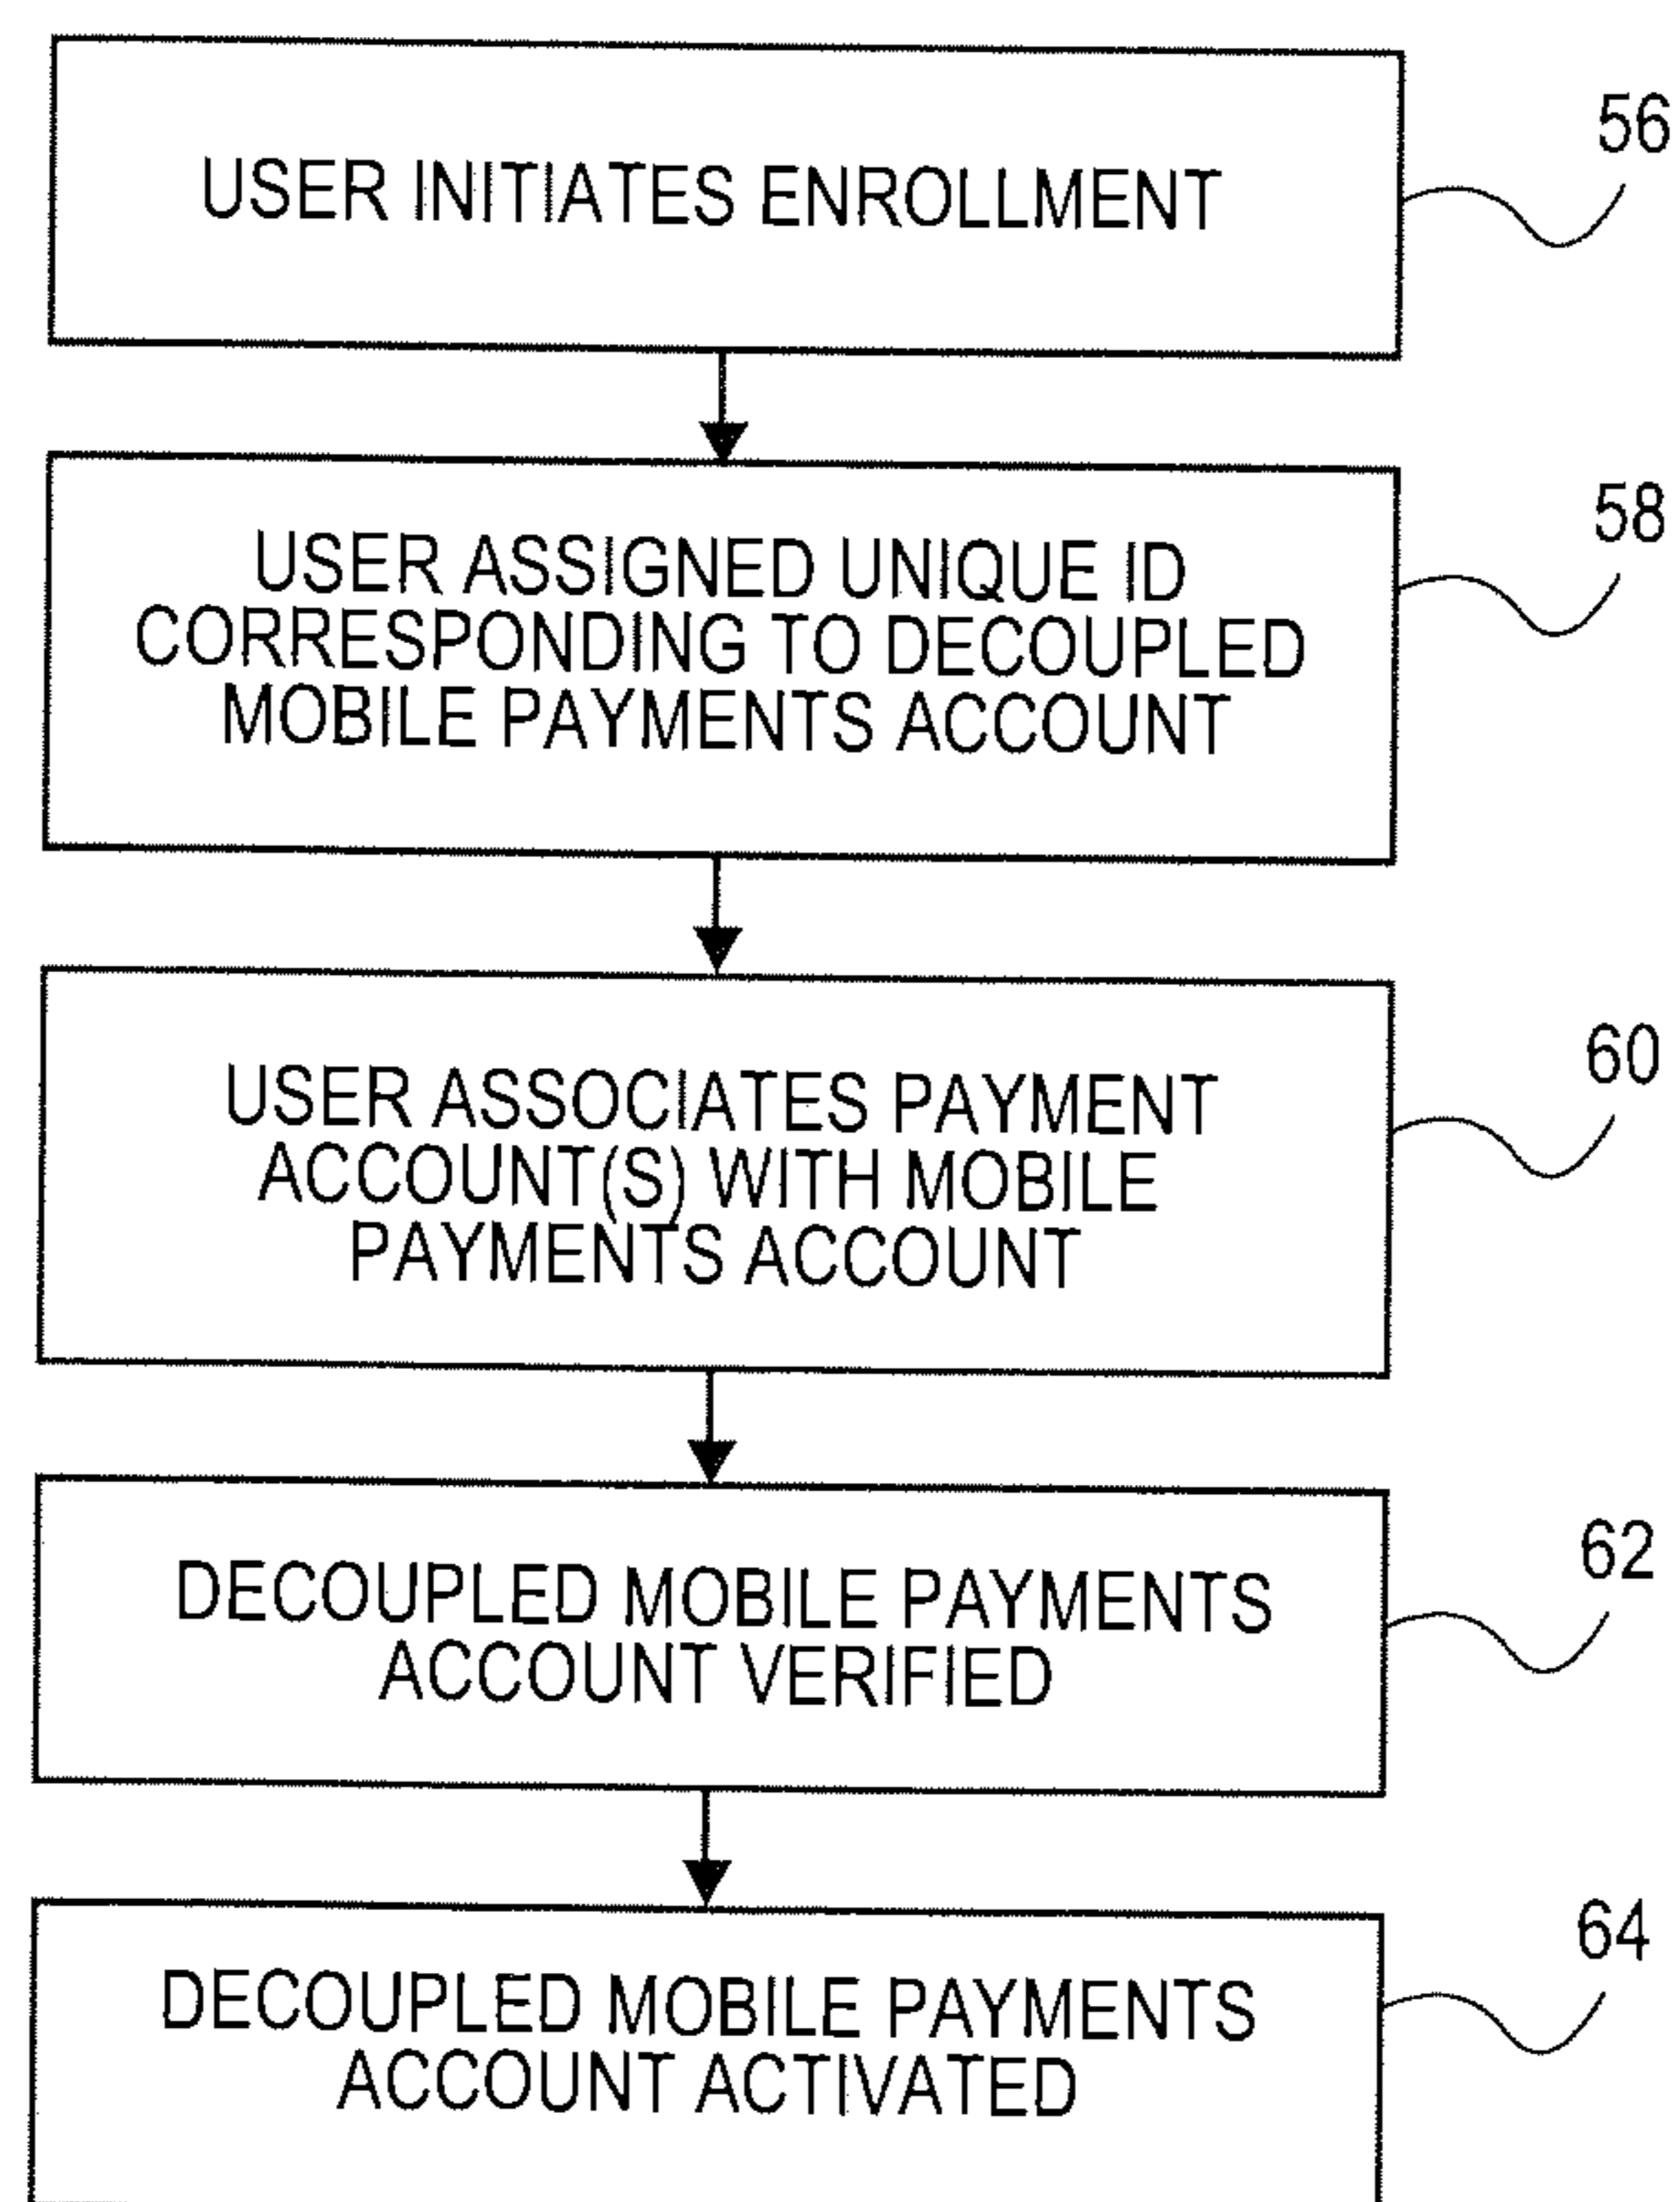 USER INITIATES ENROLLMENT
56
USER ASSIGNED UNIQUE ID
CORRESPONDING TO DECOUPLED
MOBILE PAYMENTS ACCOUNT
58
USER ASSOCIATES PAYMENT
ACCOUNT(S) WITH MOBILE
PAYMENTS ACCOUNT
60
DECOUPLED MOBILE PAYMENTS
ACCOUNT VERIFIED
62
DECOUPLED MOBILE PAYMENTS
ACCOUNT ACTIVATED
64